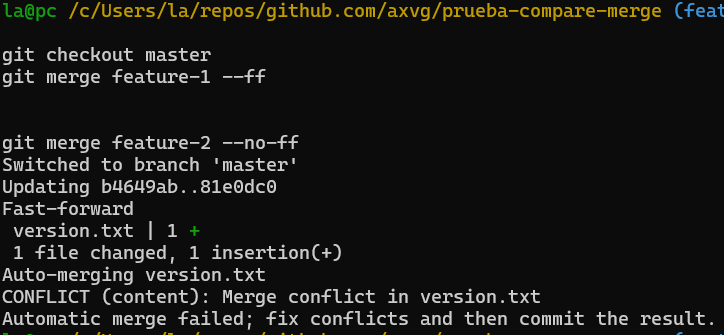 la@pc /c/Users/la/repos/github.com/axvg/prueba-compare-merge (feat
git checkout master
git merge feature-1 --ff
git merge feature-2 --no-ff
Switched to branch 'master'
Updating b4649ab..81e0dc0
Fast-forward
 version.txt | 1 +
 1 file changed, 1 insertion(+)
Auto-merging version.txt
CONFLICT (content): Merge conflict in version.txt
Automatic merge failed; fix conflicts and then commit the result.